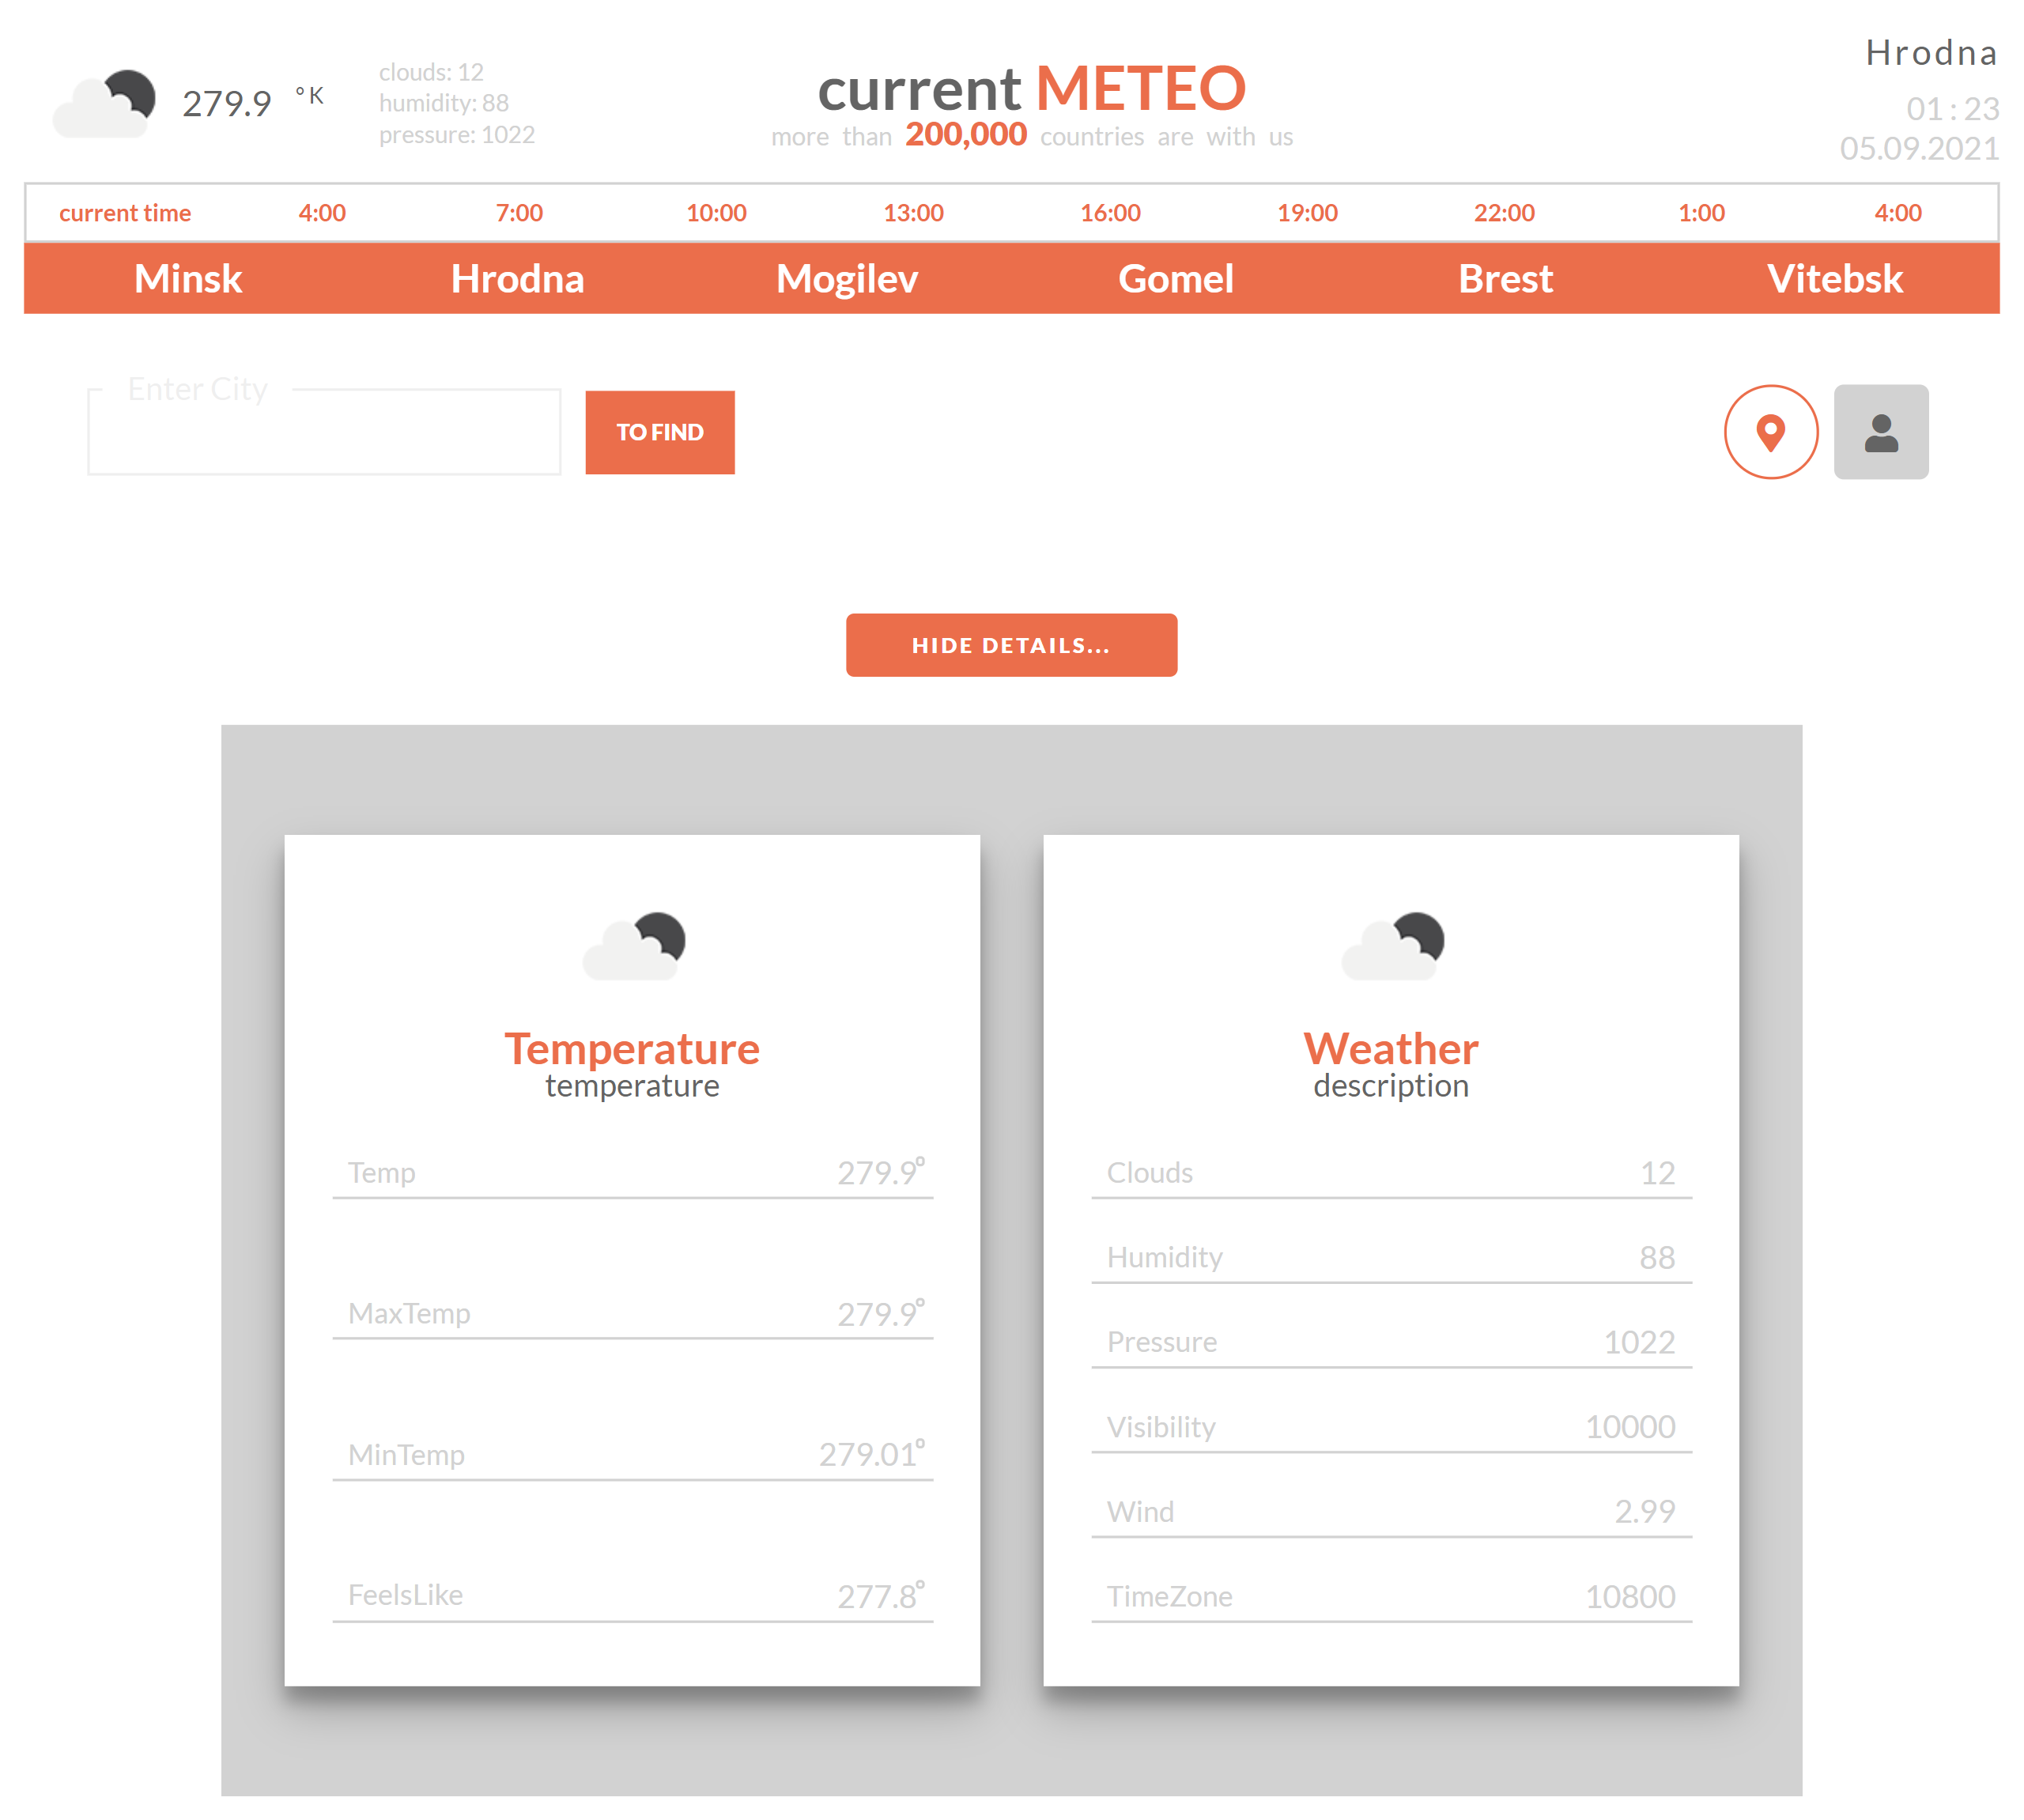 279.9 °K
clouds: 12
humidity: 88
pressure: 1022
current METEO
more than 200,000 countries are with us
Hrodna
01 : 23
05.09.2021
current time 4:00 7:00 10:00 13:00 16:00 19:00 22:00 1:00 4:00
Minsk Hrodna Mogilev Gomel Brest Vitebsk
Enter City
TO FIND
HIDE DETAILS...
Temperature
temperature
Temp 279.9°
MaxTemp 279.9°
MinTemp 279.01°
FeelsLike 277.8°
Weather
description
Clouds 12
Humidity 88
Pressure 1022
Visibility 10000
Wind 2.99
TimeZone 10800